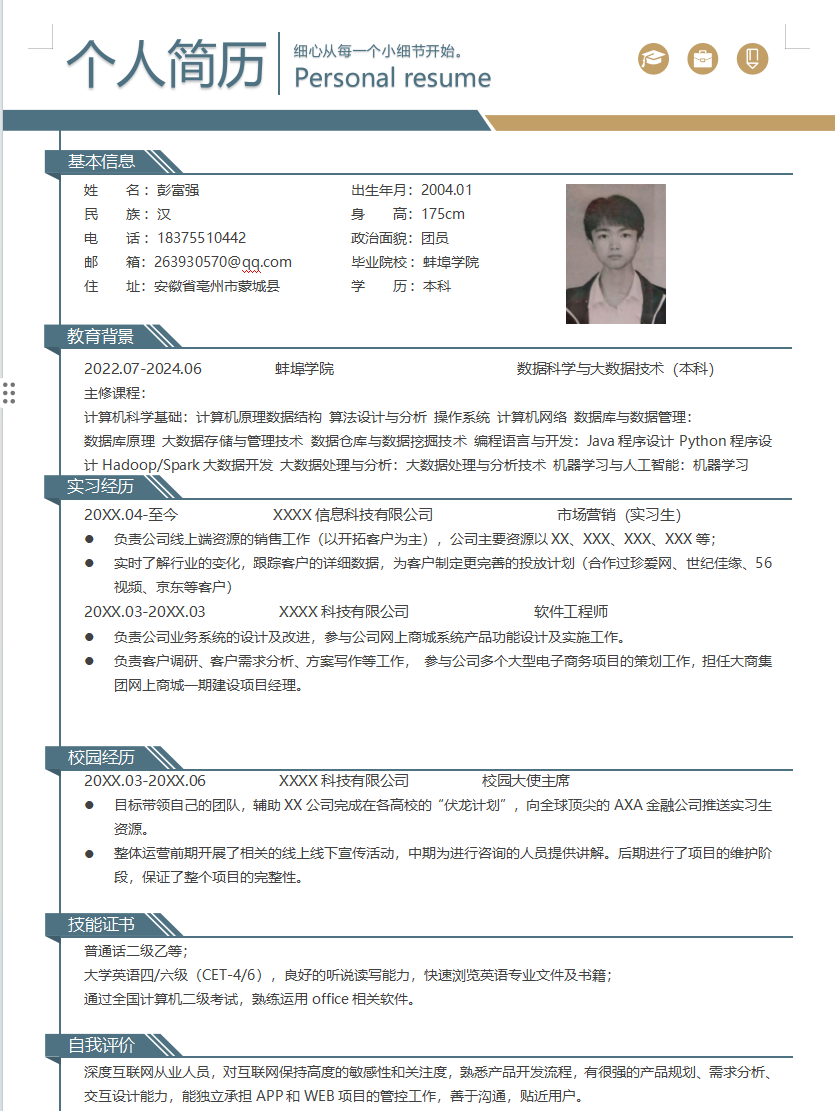 个人简历
细心从每一个小细节开始。
Personal resume
基本信息
姓 名：彭富强 出生年月：2004.01
民 族：汉 身 高：175cm
电 话：18375510442 政治面貌：团员
邮 箱：263930570@qq.com 毕业院校：蚌埠学院
住 址：安徽省亳州市蒙城县 学 历：本科
教育背景
2022.07-2024.06 蚌埠学院 数据科学与大数据技术（本科）
主修课程：
计算机科学基础：计算机原理数据结构 算法设计与分析 操作系统 计算机网络 数据库与数据管理：
数据库原理 大数据存储与管理技术 数据仓库与数据挖掘技术 编程语言与开发：Java 程序设计 Python 程序设
计 Hadoop/Spark 大数据开发 大数据处理与分析：大数据处理与分析技术 机器学习与人工智能：机器学习
实习经历
20XX.04-至今 XXXX 信息科技有限公司 市场营销（实习生）
● 负责公司线上端资源的销售工作（以开拓客户为主），公司主要资源以 XX、XXX、XXX、XXX 等；
● 实时了解行业的变化，跟踪客户的详细数据，为客户制定更完善的投放计划（合作过珍爱网、世纪佳缘、56
视频、京东等客户）
20XX.03-20XX.03 XXXX 科技有限公司 软件工程师
● 负责公司业务系统的设计及改进，参与公司网上商城系统产品功能设计及实施工作。
● 负责客户调研、客户需求分析、方案写作等工作， 参与公司多个大型电子商务项目的策划工作，担任大商集
团网上商城一期建设项目经理。
校园经历
20XX.03-20XX.06 XXXX 科技有限公司 校园大使主席
● 目标带领自己的团队，辅助 XX 公司完成在各高校的“伏龙计划”，向全球顶尖的 AXA 金融公司推送实习生
资源。
● 整体运营前期开展了相关的线上线下宣传活动，中期为进行咨询的人员提供讲解。后期进行了项目的维护阶
段，保证了整个项目的完整性。
技能证书
普通话二级乙等；
大学英语四/六级（CET-4/6），良好的听说读写能力，快速浏览英语专业文件及书籍；
通过全国计算机二级考试，熟练运用 office 相关软件。
自我评价
深度互联网从业人员，对互联网保持高度的敏感性和关注度，熟悉产品开发流程，有很强的产品规划、需求分析、
交互设计能力，能独立承担 APP 和 WEB 项目的管控工作，善于沟通，贴近用户。